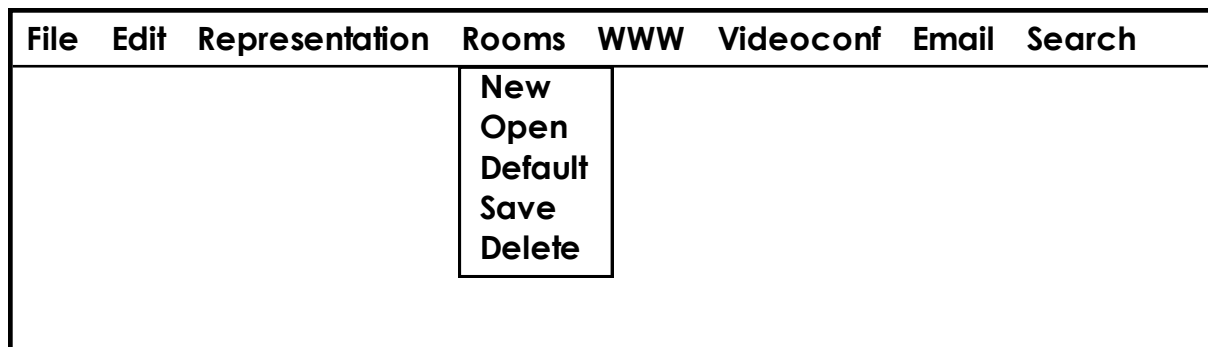 File Edit Representation Rooms WWW Videoconf Email Search
New
Open
Default
Save
Delete